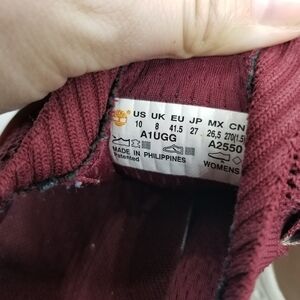 US UK EU JP MX CN
10 8 41.5 27 26,5 270(1.5)
A1UGG A2550
MADE IN PHILIPPINES
Patented WOMENS